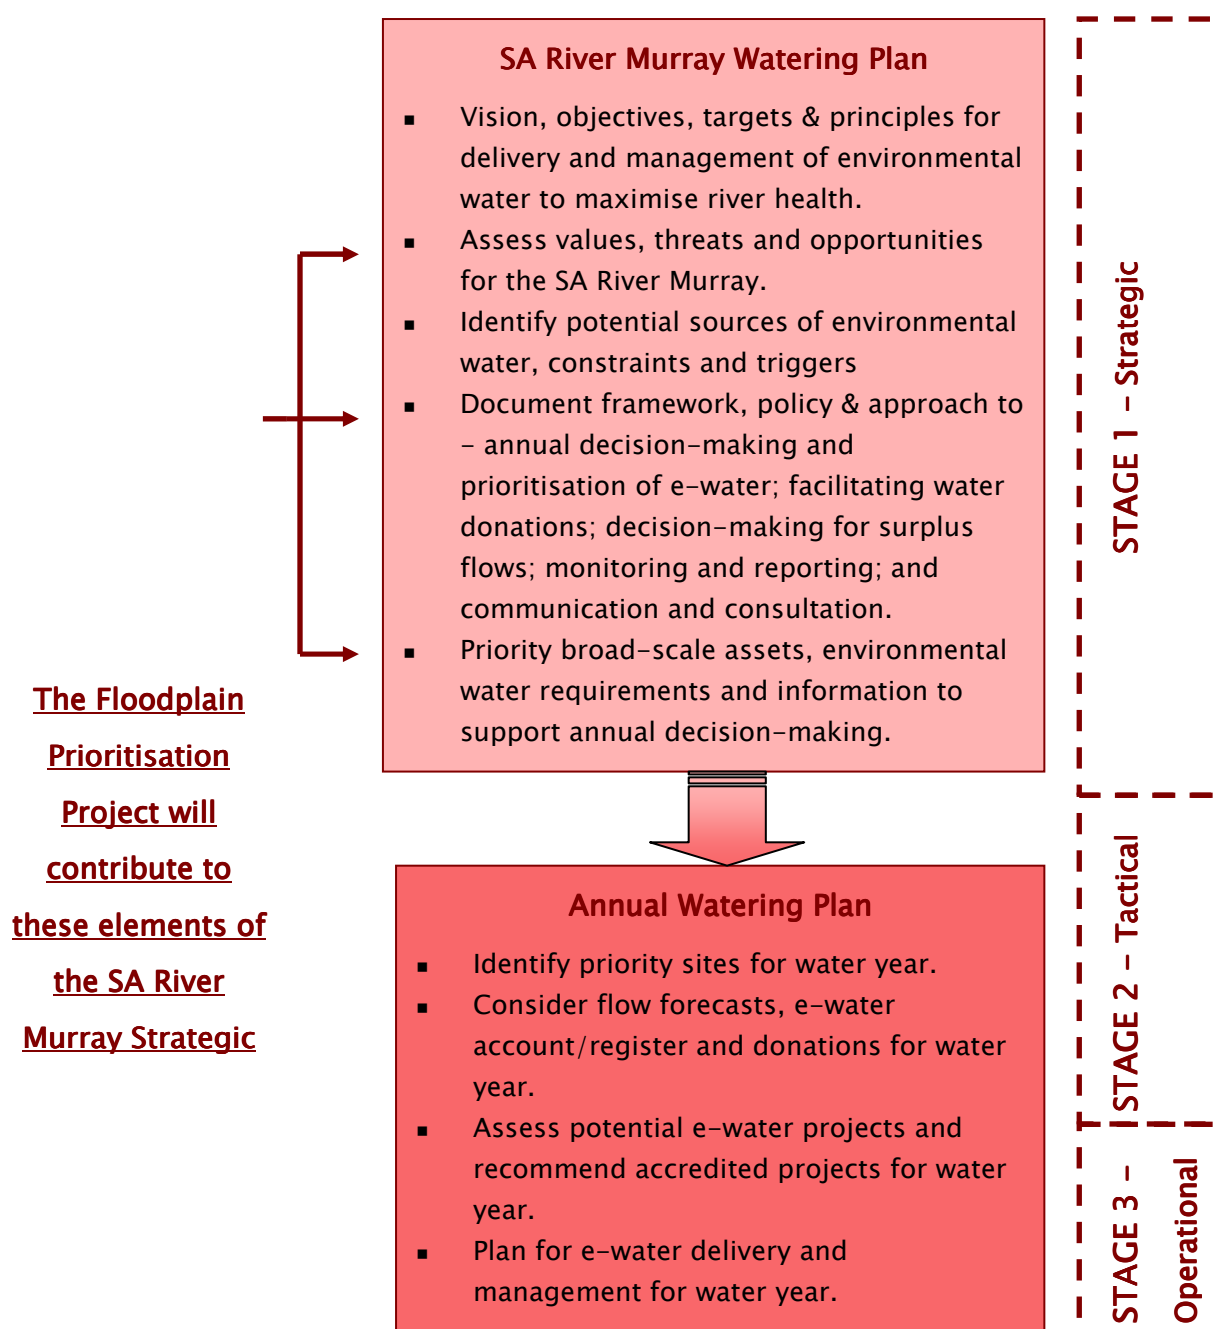 SA River Murray Watering Plan
▪ Vision, objectives, targets & principles for
delivery and management of environmental
water to maximise river health.
▪ Assess values, threats and opportunities
for the SA River Murray.
▪ Identify potential sources of environmental
water, constraints and triggers
▪ Document framework, policy & approach to
– annual decision-making and
prioritisation of e-water; facilitating water
donations; decision-making for surplus
flows; monitoring and reporting; and
communication and consultation.
▪ Priority broad-scale assets, environmental
water requirements and information to
support annual decision-making.
The Floodplain
Prioritisation
Project will
contribute to
these elements of
the SA River
Murray Strategic
Annual Watering Plan
▪ Identify priority sites for water year.
▪ Consider flow forecasts, e-water
account/register and donations for water
year.
▪ Assess potential e-water projects and
recommend accredited projects for water
year.
▪ Plan for e-water delivery and
management for water year.
STAGE 1 – Strategic
STAGE 2 – Tactical
STAGE 3 –
Operational